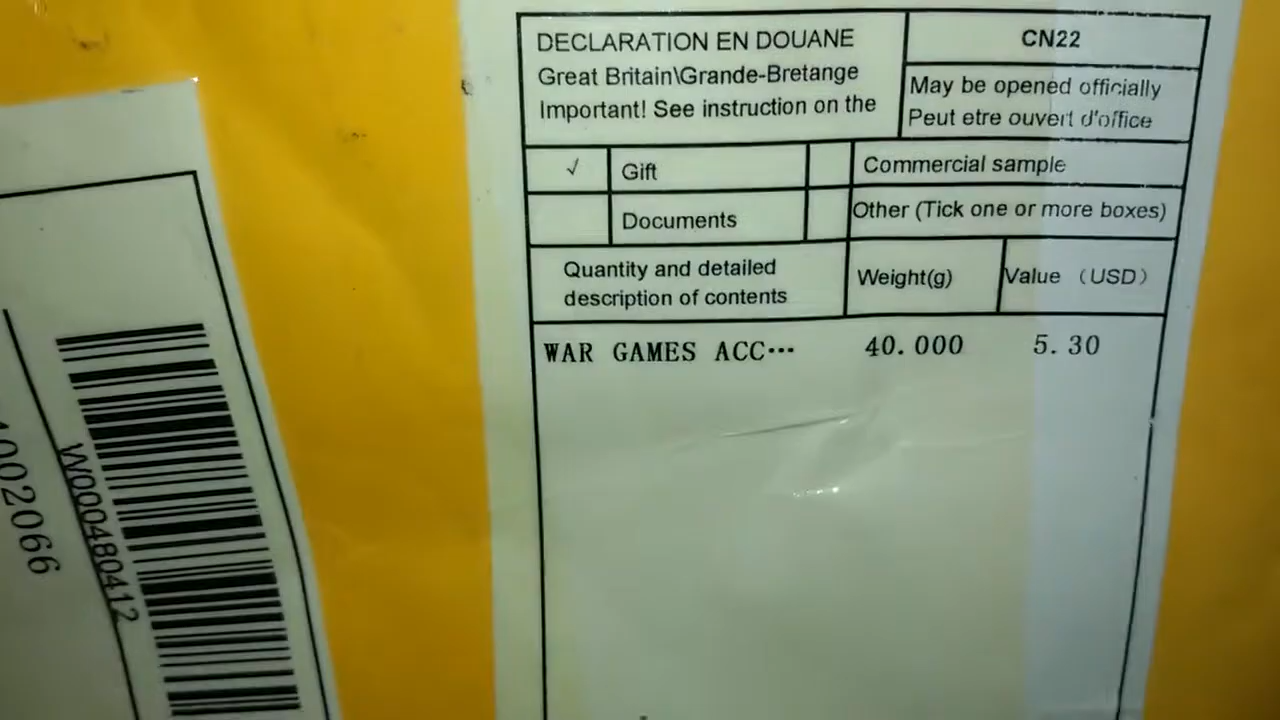 DECLARATION EN DOUANE
Great Britain\Grande-Bretange
Important! See instruction on the
CN22
May be opened officially
Peut etre ouvert d'office
✓ Gift
Commercial sample
Documents
Other (Tick one or more boxes)
Quantity and detailed
description of contents
Weight(g)
Value (USD)
WAR GAMES ACC… 40.000 5.30
W000480412
002066